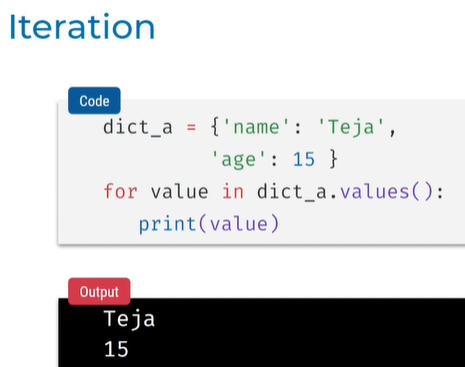 Iteration
Code
dict_a = {'name': 'Teja',
'age': 15 }
for value in dict_a.values():
print(value)
Output
Teja
15